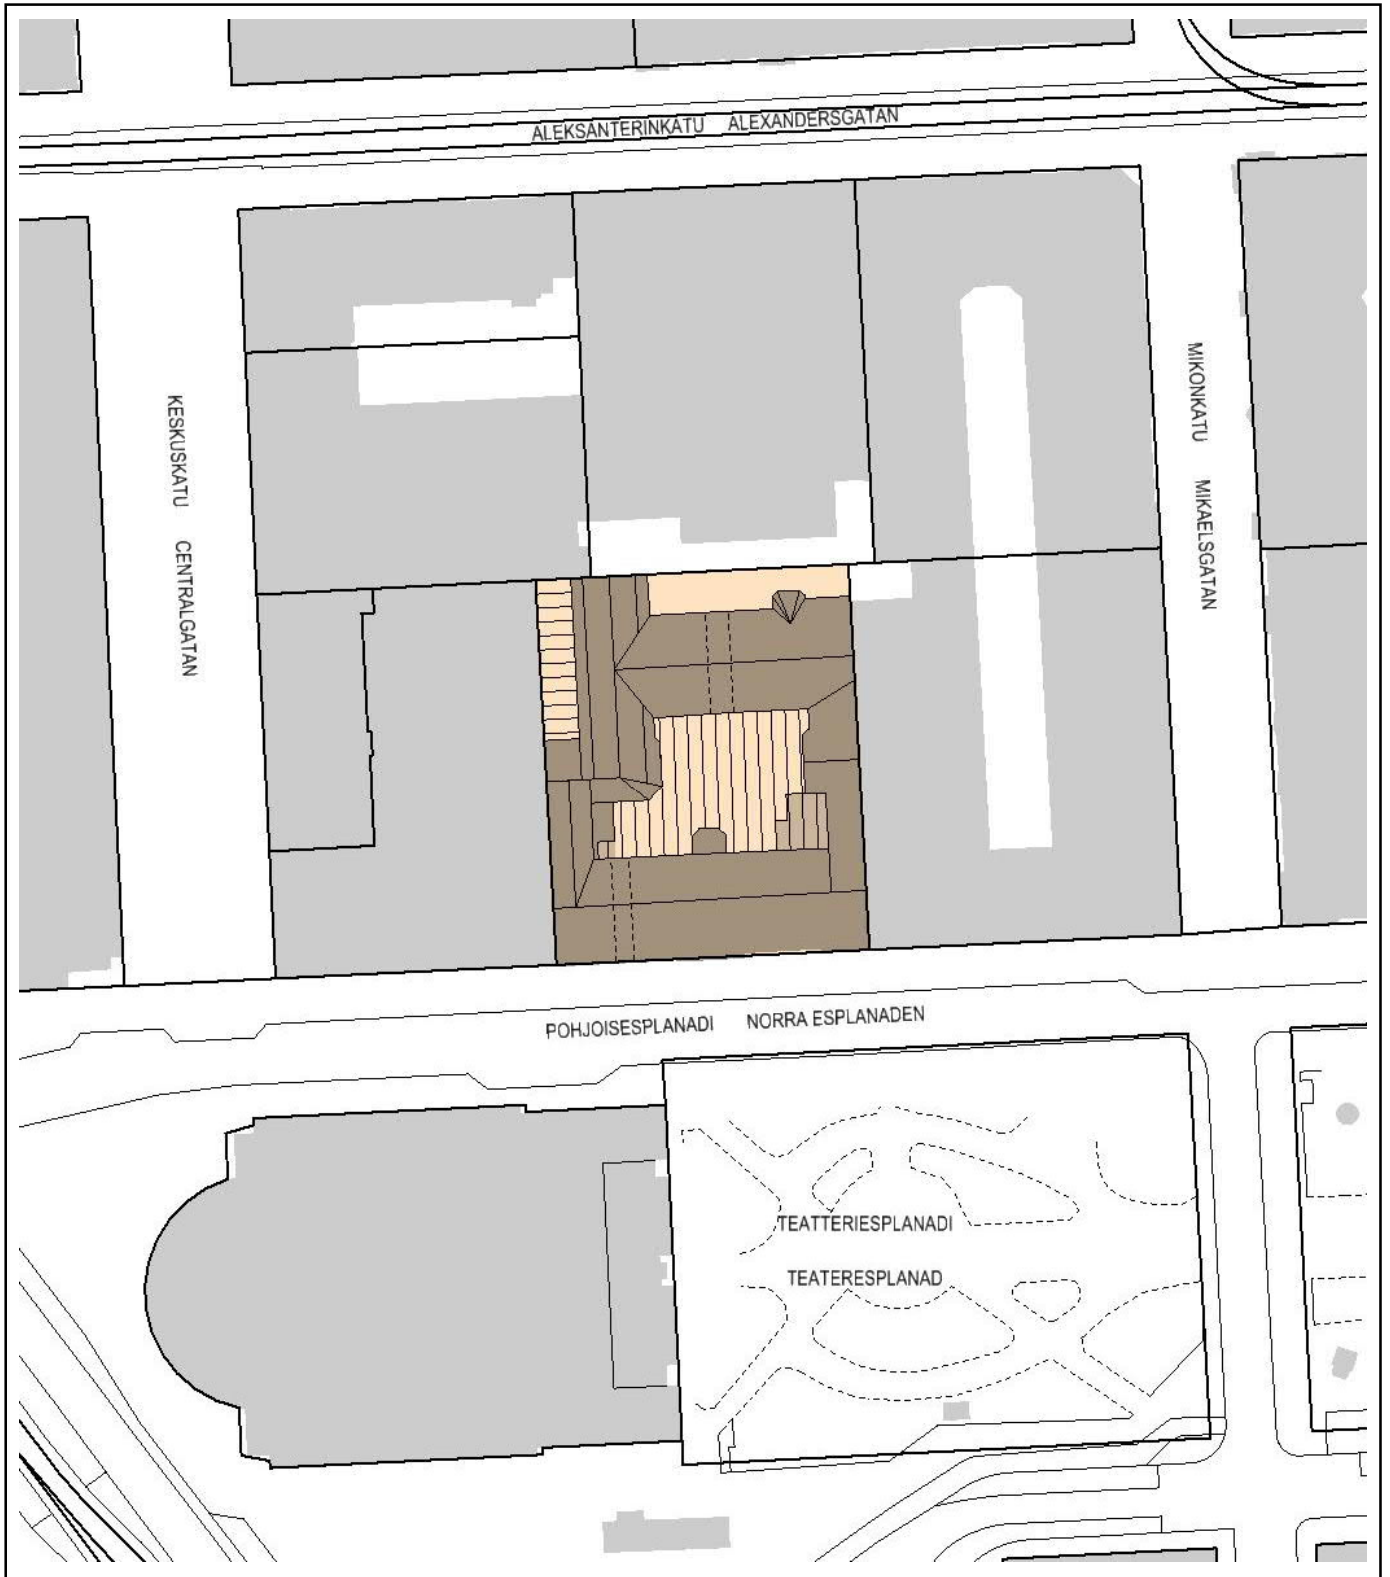 ALEKSANTERINKATU ALEXANDERSGATAN
KESKUSKATU CENTRALGATAN
MIKONKATU MIKAELSGATAN
POHJOISESPLANADI NORRA ESPLANADEN
TEATTERIESPLANADI
TEATERESPLANAD